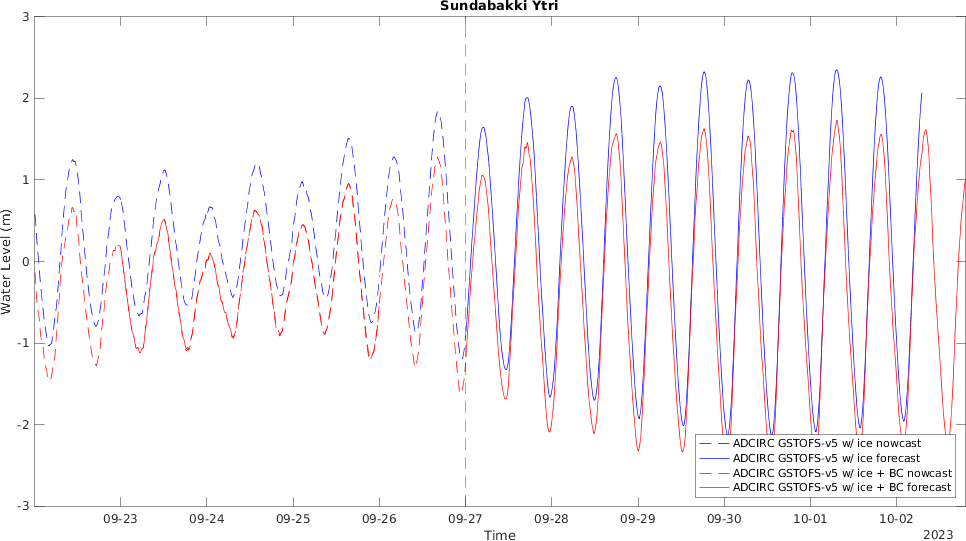 Sundabakki Ytri
3
2
1
0
-1
-2
-3
Water Level (m)
09-23
09-24
09-25
09-26
09-27
09-28
09-29
09-30
10-01
10-02
2023
Time
ADCIRC GSTOFS-v5 w/ ice nowcast
ADCIRC GSTOFS-v5 w/ ice forecast
ADCIRC GSTOFS-v5 w/ ice + BC nowcast
ADCIRC GSTOFS-v5 w/ ice + BC forecast